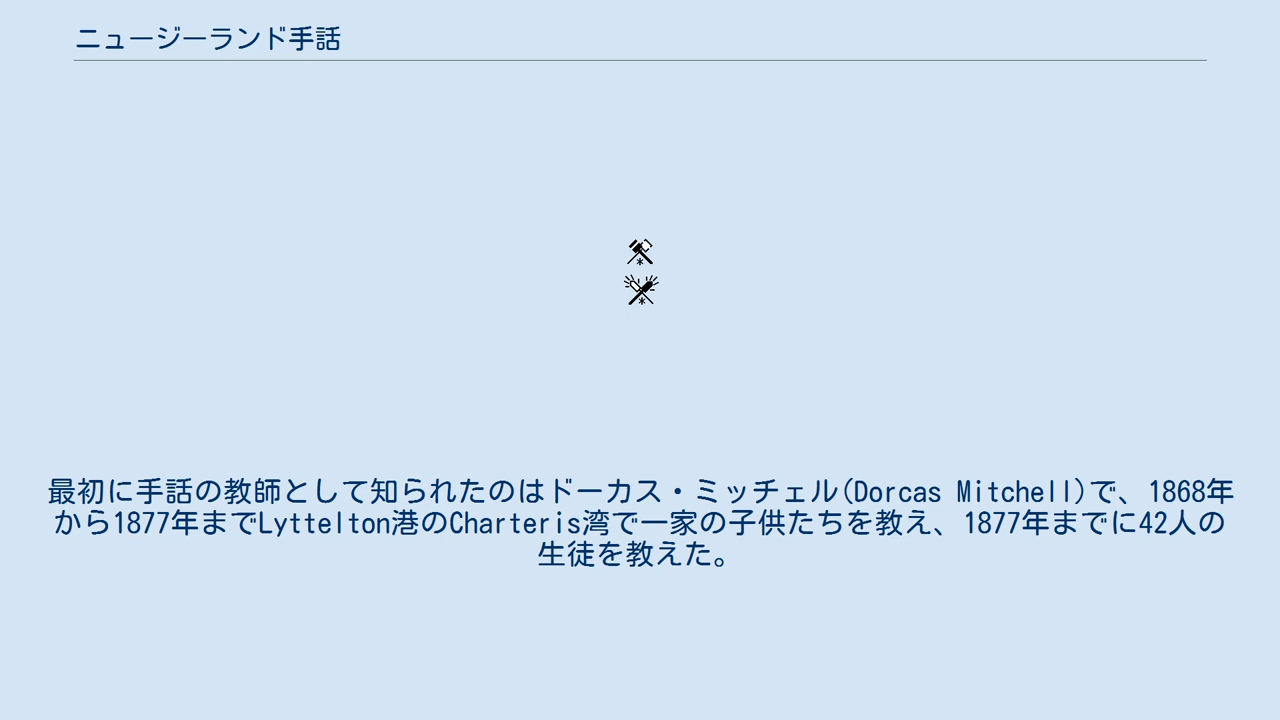 ニュージーランド手話
最初に手話の教師として知られたのはドーカス・ミッチェル(Dorcas Mitchell)で、1868年
から1877年までLyttelton港のCharteris湾で一家の子供たちを教え、1877年までに42人の
生徒を教えた。